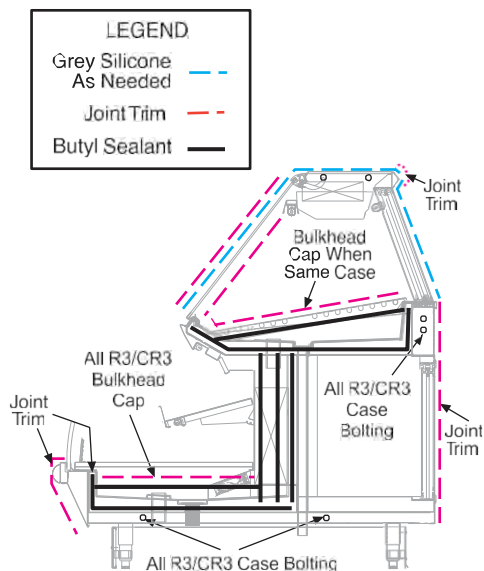 LEGEND
Grey Silicone
As Needed
Joint Trim
Butyl Sealant
Joint
Trim
Bulkhead
Cap When
Same Case
All R3/CR3
Bulkhead
Cap
All R3/CR3
Case
Bolting
Joint
Trim
Joint
Trim
All R3/CR3 Case Bolting